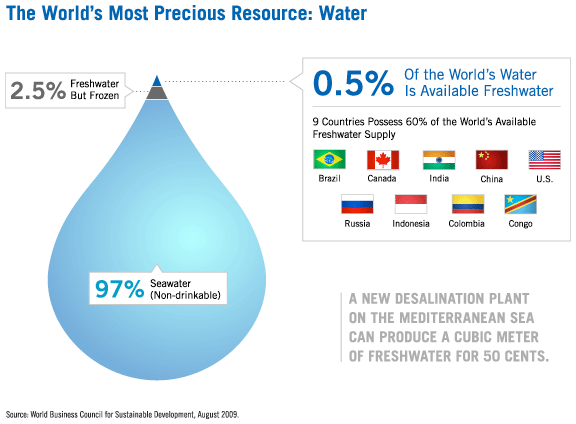 The World's Most Precious Resource: Water
2.5% Freshwater
But Frozen
0.5% Of the World's Water
Is Available Freshwater
9 Countries Possess 60% of the World's Available
Freshwater Supply
Brazil Canada India China U.S.
Russia Indonesia Colombia Congo
97% Seawater
(Non-drinkable)
A NEW DESALINATION PLANT
ON THE MEDITERRANEAN SEA
CAN PRODUCE A CUBIC METER
OF FRESHWATER FOR 50 CENTS.
Source: World Business Council for Sustainable Development, August 2009.